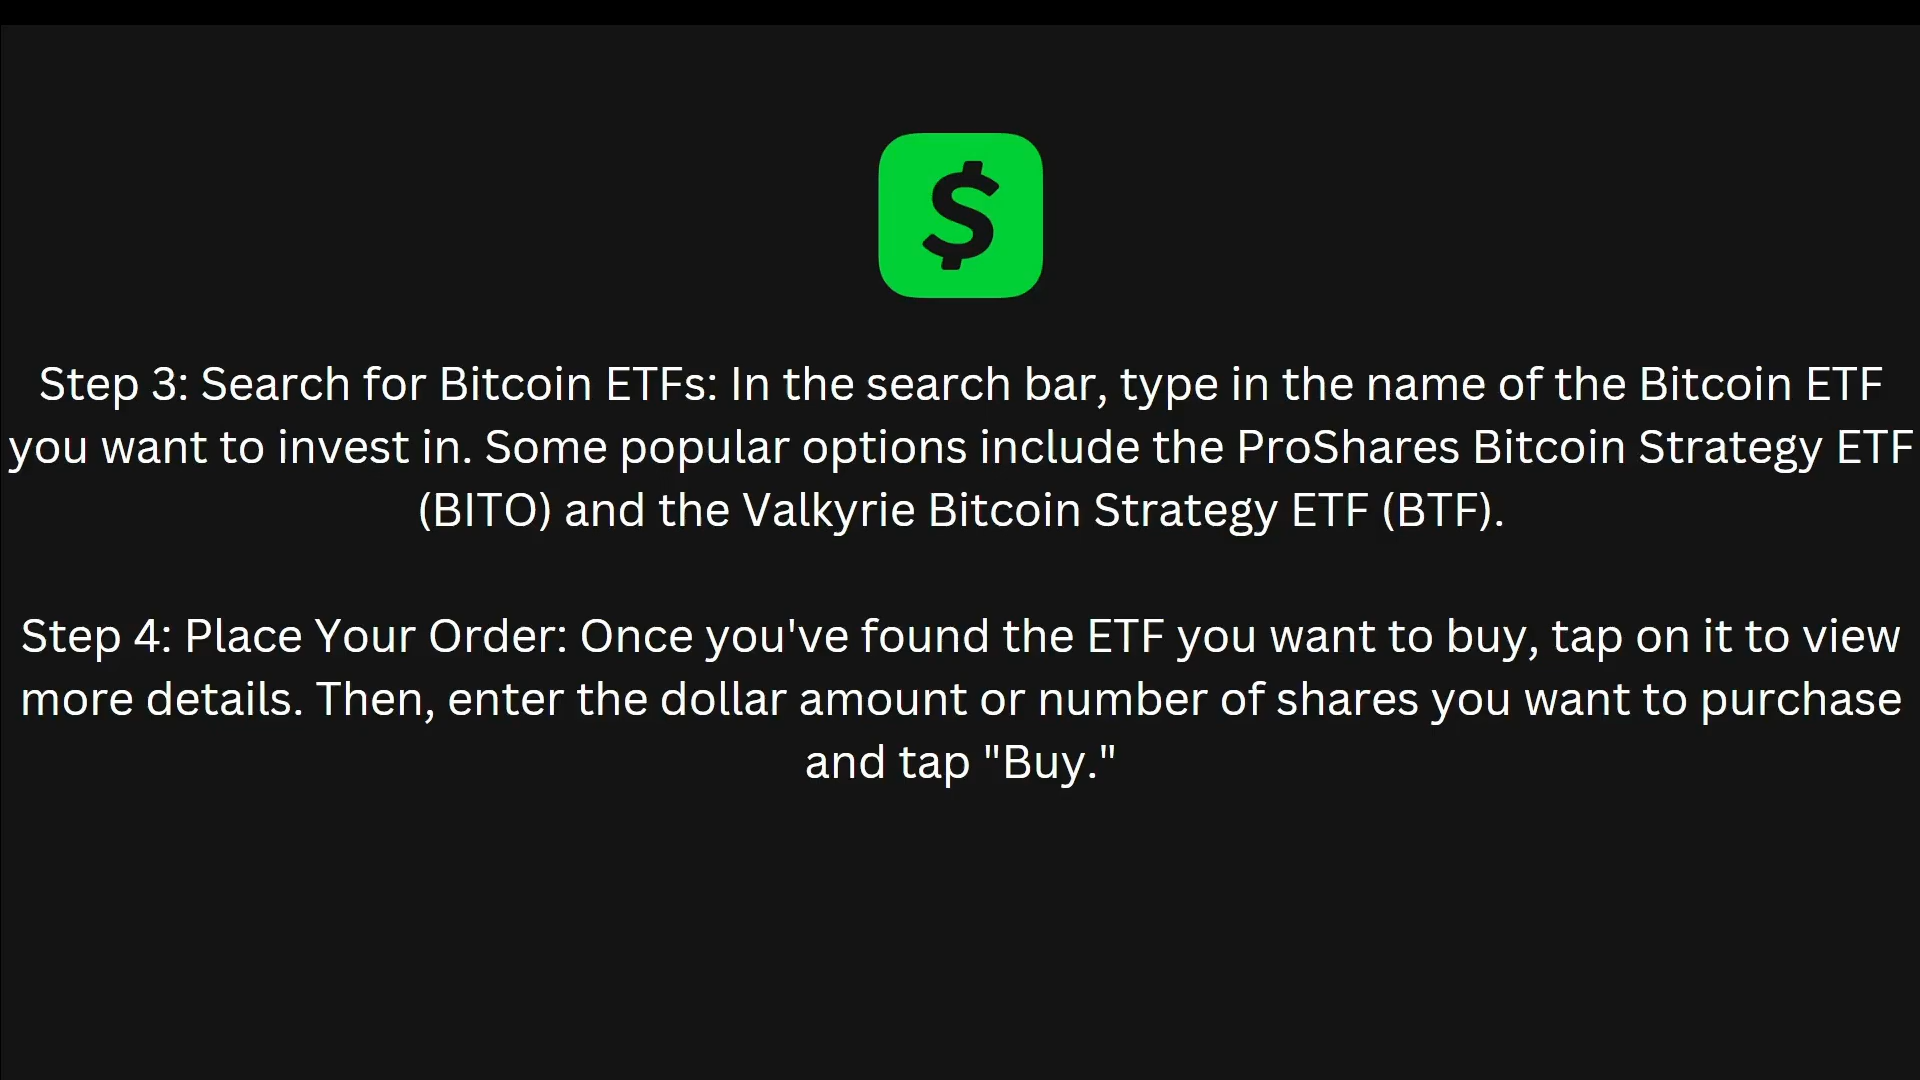 $
Step 3: Search for Bitcoin ETFs: In the search bar, type in the name of the Bitcoin ETF
you want to invest in. Some popular options include the ProShares Bitcoin Strategy ETF
(BITO) and the Valkyrie Bitcoin Strategy ETF (BTF).
Step 4: Place Your Order: Once you've found the ETF you want to buy, tap on it to view
more details. Then, enter the dollar amount or number of shares you want to purchase
and tap "Buy."